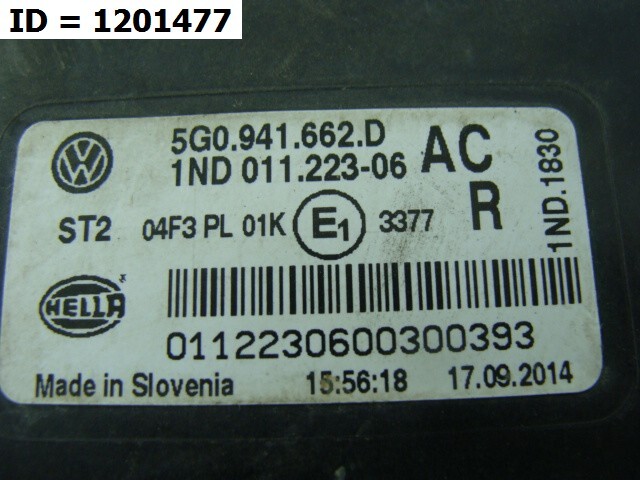 ID = 1201477
5G0.941.662.D AC
1ND 011.223-06
ST2 04F3 PL 01K E1 3377 R
1ND.1830
HELLA
0112230600300393
Made in Slovenia 15:56:18 17.09.2014